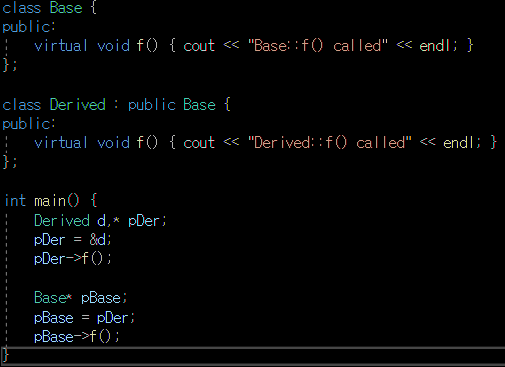 class Base {
public:
    virtual void f() { cout << "Base::f() called" << endl; }
};

class Derived : public Base {
public:
    virtual void f() { cout << "Derived::f() called" << endl; }
};

int main() {
    Derived d,* pDer;
    pDer = &d;
    pDer->f();

    Base* pBase;
    pBase = pDer;
    pBase->f();
}